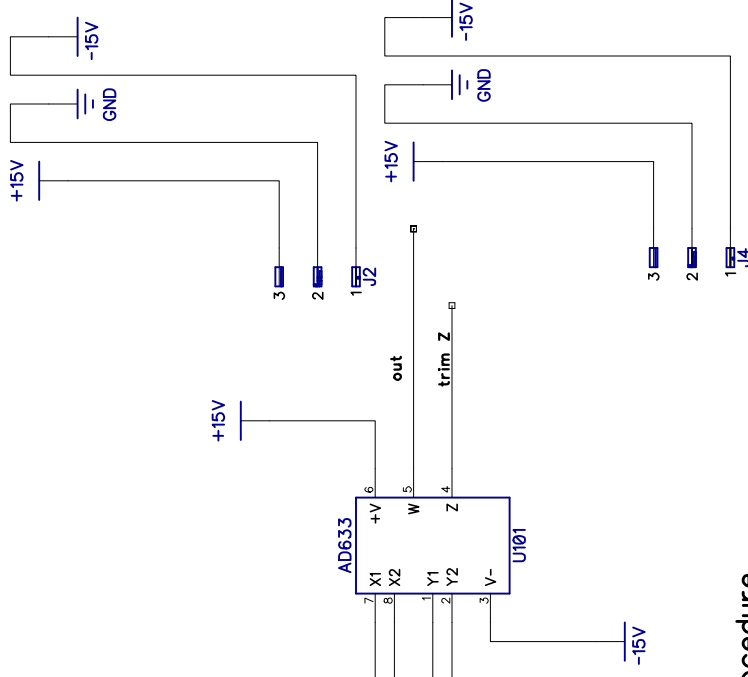 -15V
GND
+15V
3
2
1
J2
-15V
GND
+15V
3
2
1
J4
out
trim Z
+15V
AD633
U101
6
+V
5
W
4
Z
7
X1
8
X2
1
Y1
2
Y2
3
V-
-15V